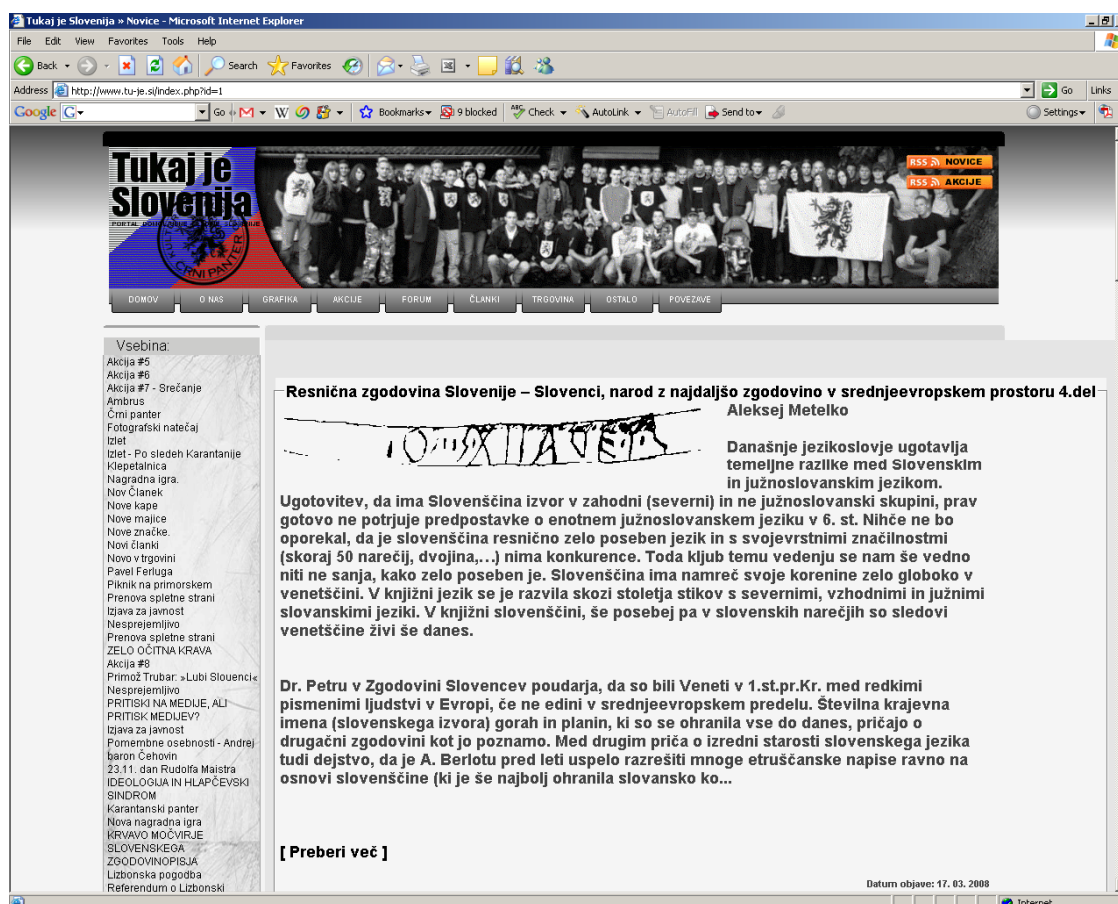 Tukaj je Slovenija » Novice - Microsoft Internet Explorer
File Edit View Favorites Tools Help
Back Search Favorites
Address http://www.tu-je.si/index.php?id=1 Go Links
Google G Go Bookmarks 9 blocked Check AutoLink AutoFill Send to Settings
Tukaj je
Slovenija
ČRNI PANTER
RSS NOVICE
RSS AKCIJE
DOMOV O NAS GRAFIKA AKCIJE FORUM ČLANKI TRGOVINA OSTALO POVEZAVE
Vsebina:
Akcija #5
Akcija #6
Akcija #7 - Srečanje
Ambrus
Črni panter
Fotografski natečaj
Izlet
Izlet - Po sledeh Karantanije
Klepetalnica
Nagradna igra.
Nov Članek
Nove kape
Nove majice
Nove značke.
Novi članki
Novo v trgovini
Pavel Ferluga
Piknik na primorskem
Prenova spletne strani
Izjava za javnost
Nesprejemljivo
Prenova spletne strani
ZELO OČITNA KRAVA
Akcija #8
Primož Trubar: »Lubi Slouenci«
Nesprejemljivo
PRITISKI NA MEDIJE, ALI
PRITISK MEDIJEV?
Izjava za javnost
Pomembne osebnosti - Andrej
baron Čehovin
23.11. dan Rudolfa Maistra
IDEOLOGIJA IN HLAPČEVSKI
SINDROM
Karantanski panter
Nova nagradna igra
KRVAVO MOČVIRJE
SLOVENSKEGA
ZGODOVINOPISJA
Lizbonska pogodba
Referendum o Lizbonski
Resnična zgodovina Slovenije – Slovenci, narod z najdaljšo zgodovino v srednjeevropskem prostoru 4.del
Aleksej Metelko
Današnje jezikoslovje ugotavlja
temeljne razlike med Slovenskim
in južnoslovanskim jezikom.
Ugotovitev, da ima Slovenščina izvor v zahodni (severni) in ne južnoslovanski skupini, prav
gotovo ne potrjuje predpostavke o enotnem južnoslovanskem jeziku v 6. st. Nihče ne bo
oporekal, da je slovenščina resnično zelo poseben jezik in s svojevrstnimi značilnostmi
(skoraj 50 narečij, dvojina,...) nima konkurence. Toda kljub temu vedenju se nam še vedno
niti ne sanja, kako zelo poseben je. Slovenščina ima namreč svoje korenine zelo globoko v
venetščini. V knjižni jezik se je razvila skozi stoletja stikov s severnimi, vzhodnimi in južnimi
slovanskimi jeziki. V knjižni slovenščini, še posebej pa v slovenskih narečjih so sledovi
venetščine živi še danes.
Dr. Petru v Zgodovini Slovencev poudarja, da so bili Veneti v 1.st.pr.Kr. med redkimi
pismenimi ljudstvi v Evropi, če ne edini v srednjeevropskem predelu. Številna krajevna
imena (slovenskega izvora) gorah in planin, ki so se ohranila vse do danes, pričajo o
drugačni zgodovini kot jo poznamo. Med drugim priča o izredni starosti slovenskega jezika
tudi dejstvo, da je A. Berlotu pred leti uspelo razrešiti mnoge etruščanske napise ravno na
osnovi slovenščine (ki je še najbolj ohranila slovansko ko...
[ Preberi več ]
Datum objave: 17. 03. 2008
Internet